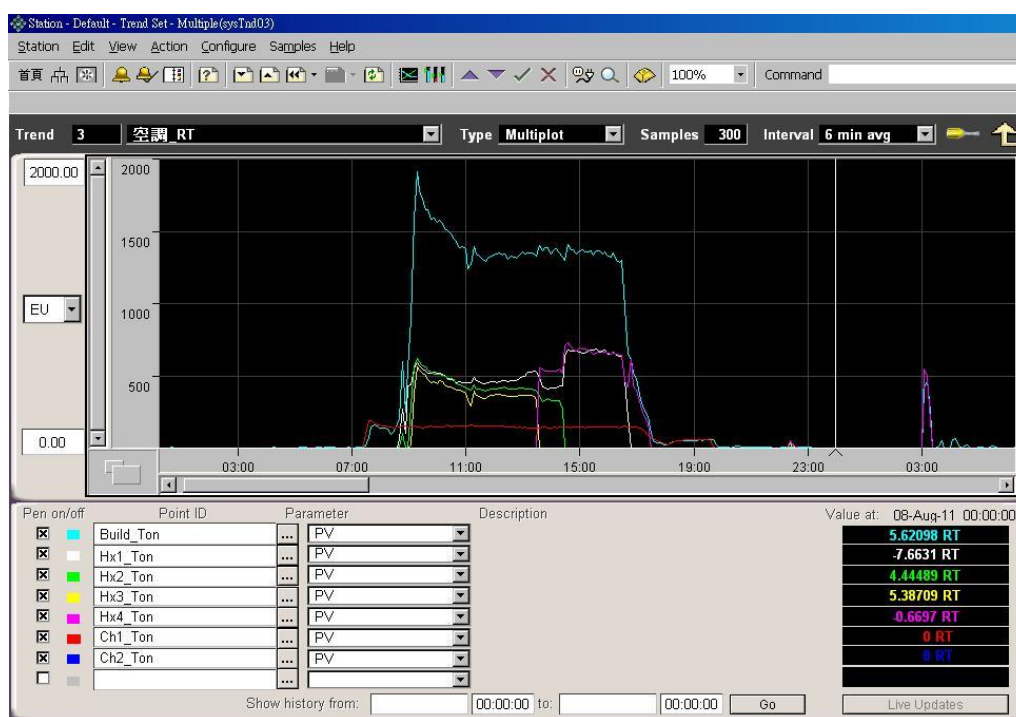 Station - Default - Trend Set - Multiple(sysTnd03)
Station Edit View Action Configure Samples Help
首頁 100% Command
Trend 3 空調_RT Type Multiplot Samples 300 Interval 6 min avg
2000.00
EU
0.00
2000
1500
1000
500
03:00 07:00 11:00 15:00 19:00 23:00 03:00
Pen on/off Point ID Parameter Description Value at: 08-Aug-11 00:00:00
Build_Ton ... PV 5.62098 RT
Hx1_Ton ... PV -7.6631 RT
Hx2_Ton ... PV 4.44489 RT
Hx3_Ton ... PV 5.38709 RT
Hx4_Ton ... PV -0.6697 RT
Ch1_Ton ... PV 0 RT
Ch2_Ton ... PV 0 RT
...
Show history from: 00:00:00 to: 00:00:00 Go Live Updates